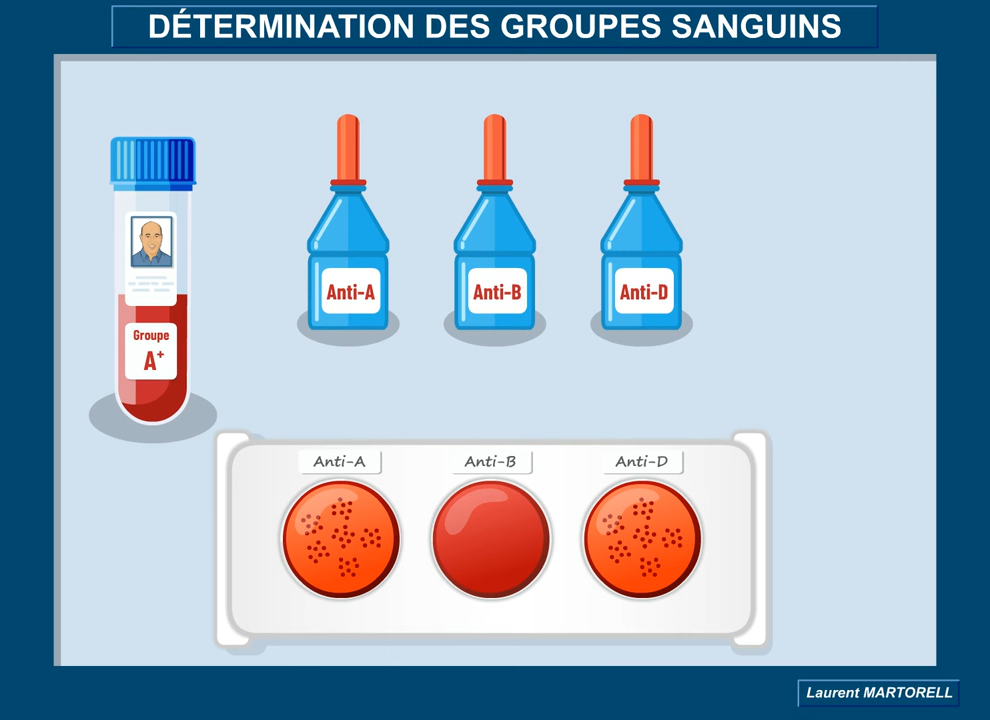 DÉTERMINATION DES GROUPES SANGUINS
Anti-A
Anti-B
Anti-D
Groupe
A⁺
Anti-A
Anti-B
Anti-D
Laurent MARTORELL